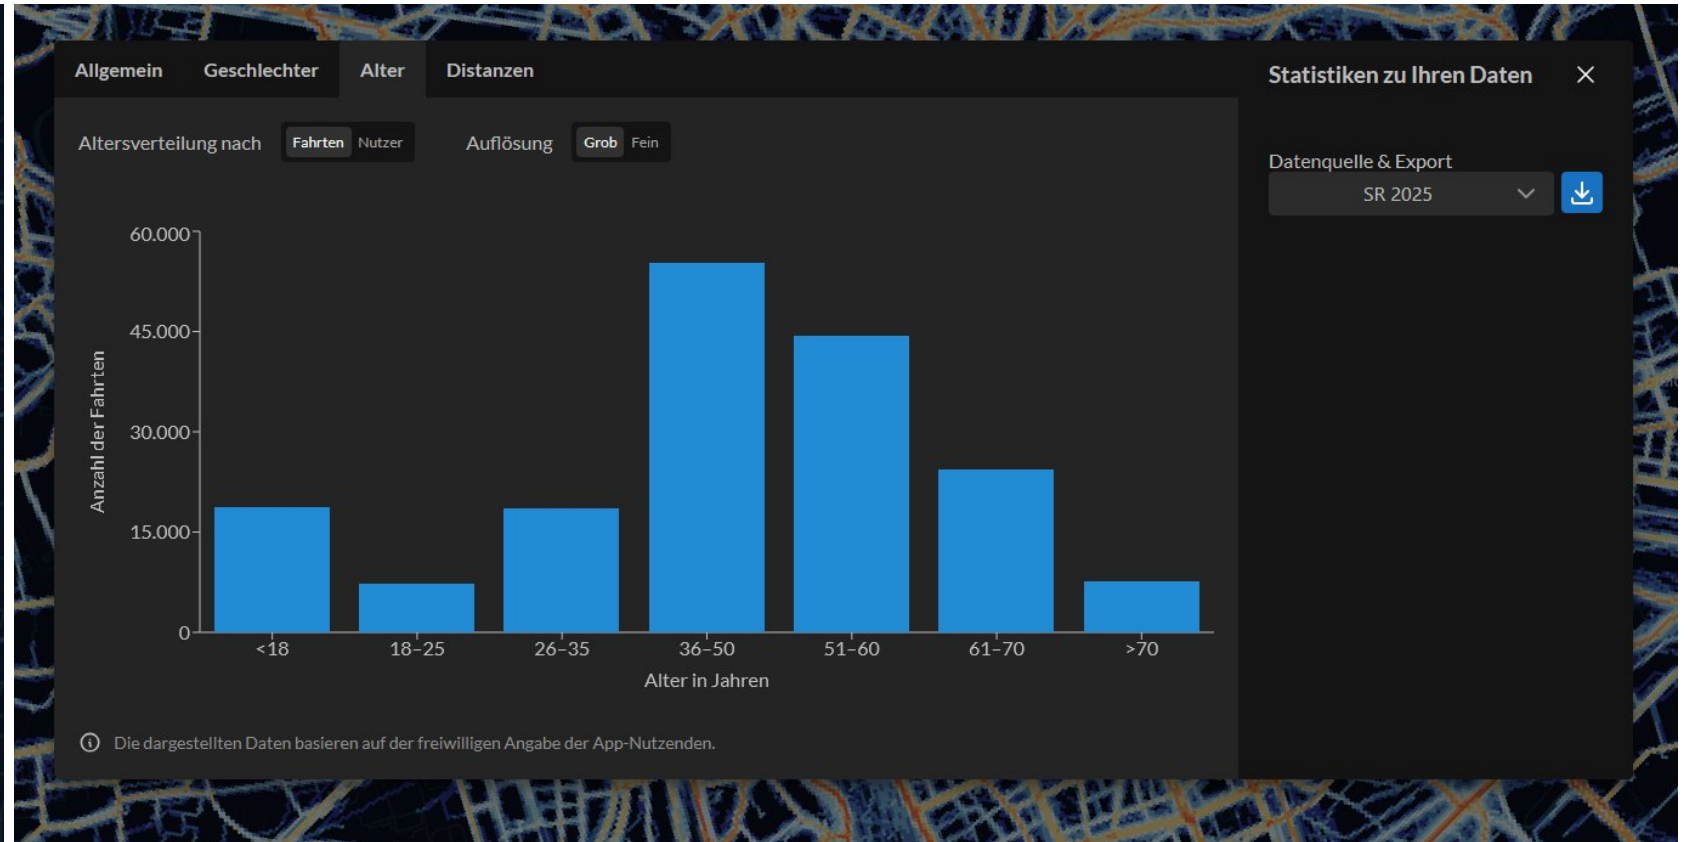 Allgemein Geschlechter Alter Distanzen
Statistiken zu Ihren Daten
Altersverteilung nach Fahrten Nutzer Auflösung Grob Fein
Datenquelle & Export
SR 2025
60.000
45.000
30.000
15.000
0
Anzahl der Fahrten
<18 18–25 26–35 36–50 51–60 61–70 >70
Alter in Jahren
Die dargestellten Daten basieren auf der freiwilligen Angabe der App-Nutzenden.